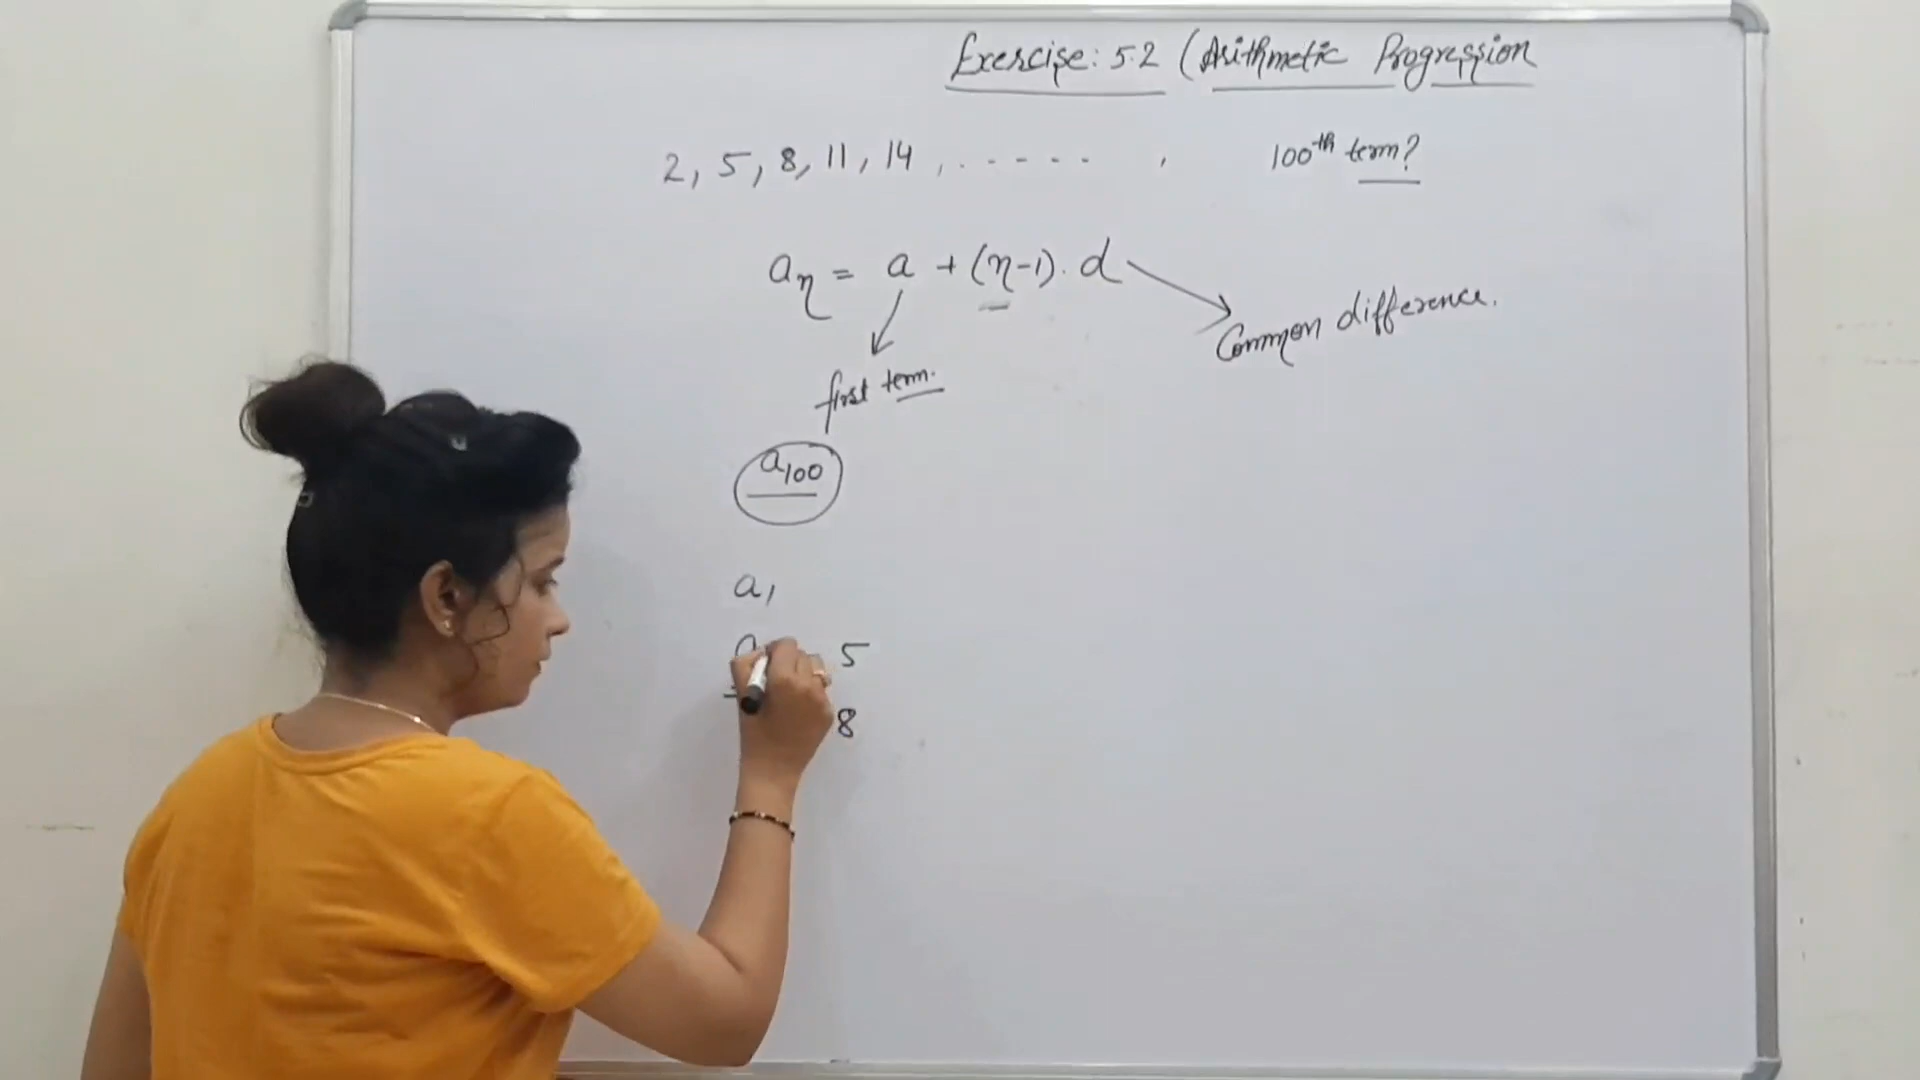 Exercise: 5.2 (Arithmetic Progression
2, 5, 8, 11, 14, . - - - - . , 100th term?
an = a + (n-1). d
Common difference.
first term.
a100
a1
a 5
8